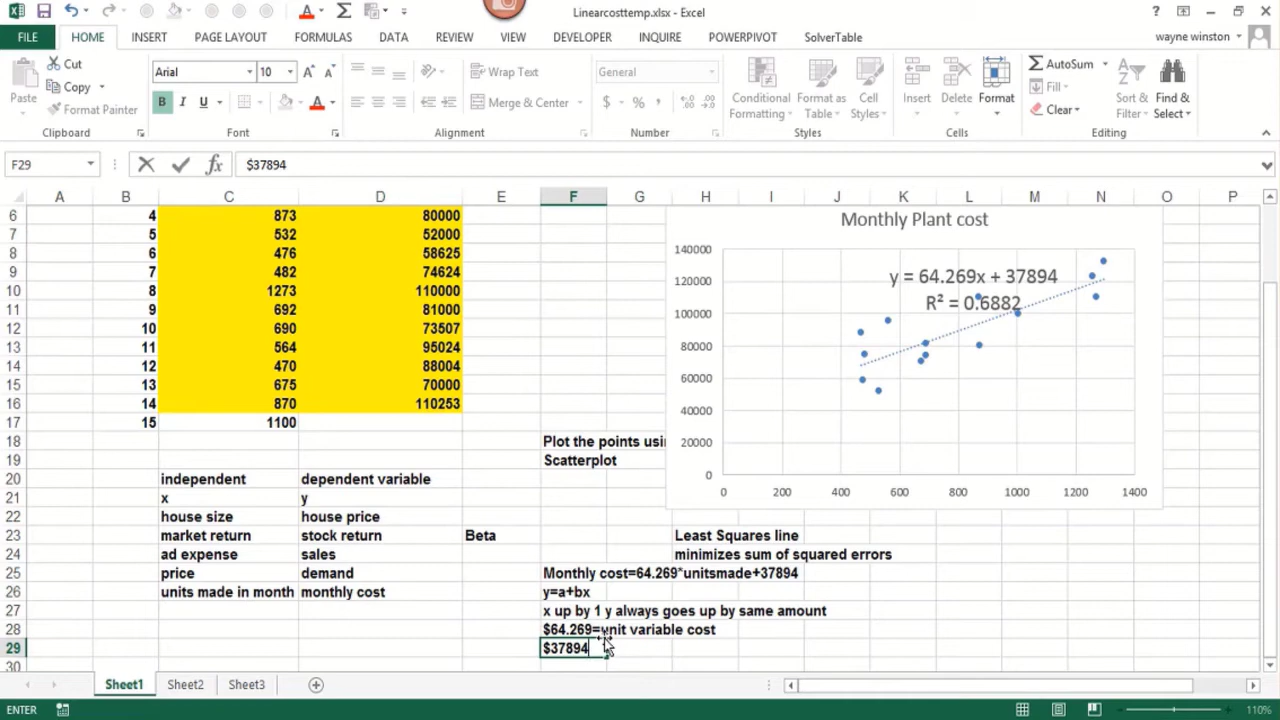 Linearcosttemp.xlsx - Excel
FILE HOME INSERT PAGE LAYOUT FORMULAS DATA REVIEW VIEW DEVELOPER INQUIRE POWERPIVOT SolverTable wayne winston
Paste
Cut
Copy
Format Painter
Clipboard
Arial 10
B I U
Font
Wrap Text
Merge & Center
Alignment
General
$ % ,
Number
Conditional Formatting
Format as Table
Cell Styles
Styles
Insert Delete Format
Cells
AutoSum
Fill
Clear
Sort & Filter
Find & Select
Editing
F29 fx $37894
A B C D E F G H I J K L M N O P
6 4 873 80000
7 5 532 52000
8 6 476 58625
9 7 482 74624
10 8 1273 110000
11 9 692 81000
12 10 690 73507
13 11 564 95024
14 12 470 88004
15 13 675 70000
16 14 870 110253
17 15 1100
18 Plot the points usi
19 Scatterplot
20 independent dependent variable
21 x y
22 house size house price
23 market return stock return Beta Least Squares line
24 ad expense sales minimizes sum of squared errors
25 price demand Monthly cost=64.269*unitsmade+37894
26 units made in month monthly cost y=a+bx
27 x up by 1 y always goes up by same amount
28 $64.269=unit variable cost
29 $37894
30
Monthly Plant cost
y = 64.269x + 37894
R² = 0.6882
140000
120000
100000
80000
60000
40000
20000
0
0 200 400 600 800 1000 1200 1400
Sheet1 Sheet2 Sheet3
ENTER 110%